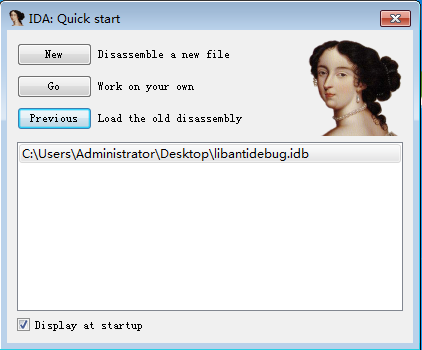 IDA: Quick start
New Disassemble a new file
Go Work on your own
Previous Load the old disassembly
C:\Users\Administrator\Desktop\libantidebug.idb
Display at startup